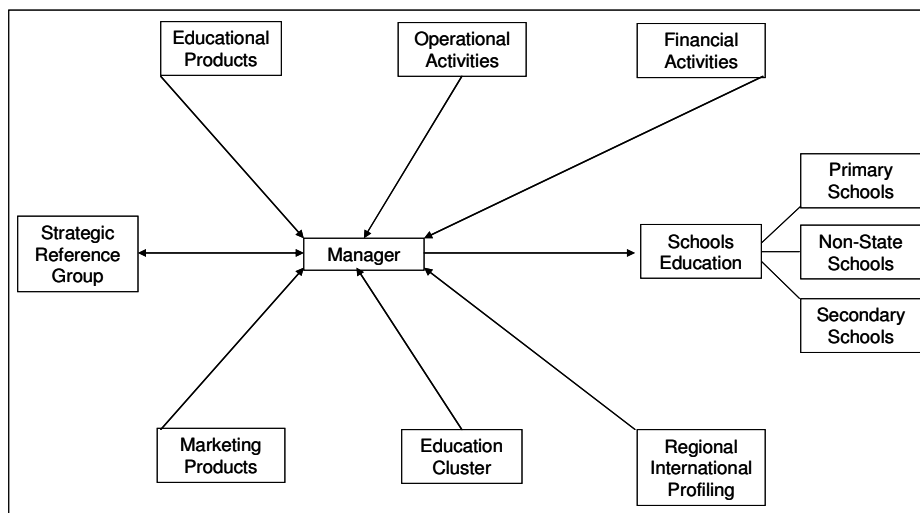 Educational
Products
Operational
Activities
Financial
Activities
Primary
Schools
Strategic
Reference
Group
Manager
Schools
Education
Non-State
Schools
Secondary
Schools
Marketing
Products
Education
Cluster
Regional
International
Profiling